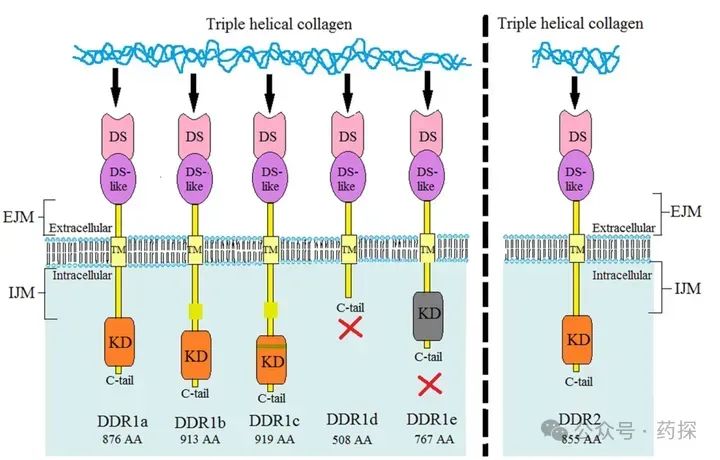 Triple helical collagen
Triple helical collagen
DS
DS
DS
DS
DS
DS
DS-
like
DS-
like
DS-
like
DS-
like
DS-
like
DS-
like
EJM
Extracellular
TM
TM
TM
TM
TM
Intracellular
IJM
KD
KD
KD
KD
C-tail
C-tail
C-tail
C-tail
C-tail
Extracellular
EJM
TM
Intracellular
IJM
KD
C-tail
DDR1a
876 AA
DDR1b
913 AA
DDR1c
919 AA
DDR1d
508 AA
DDR1e
767 AA
DDR2
855 AA
公众号 · 药探